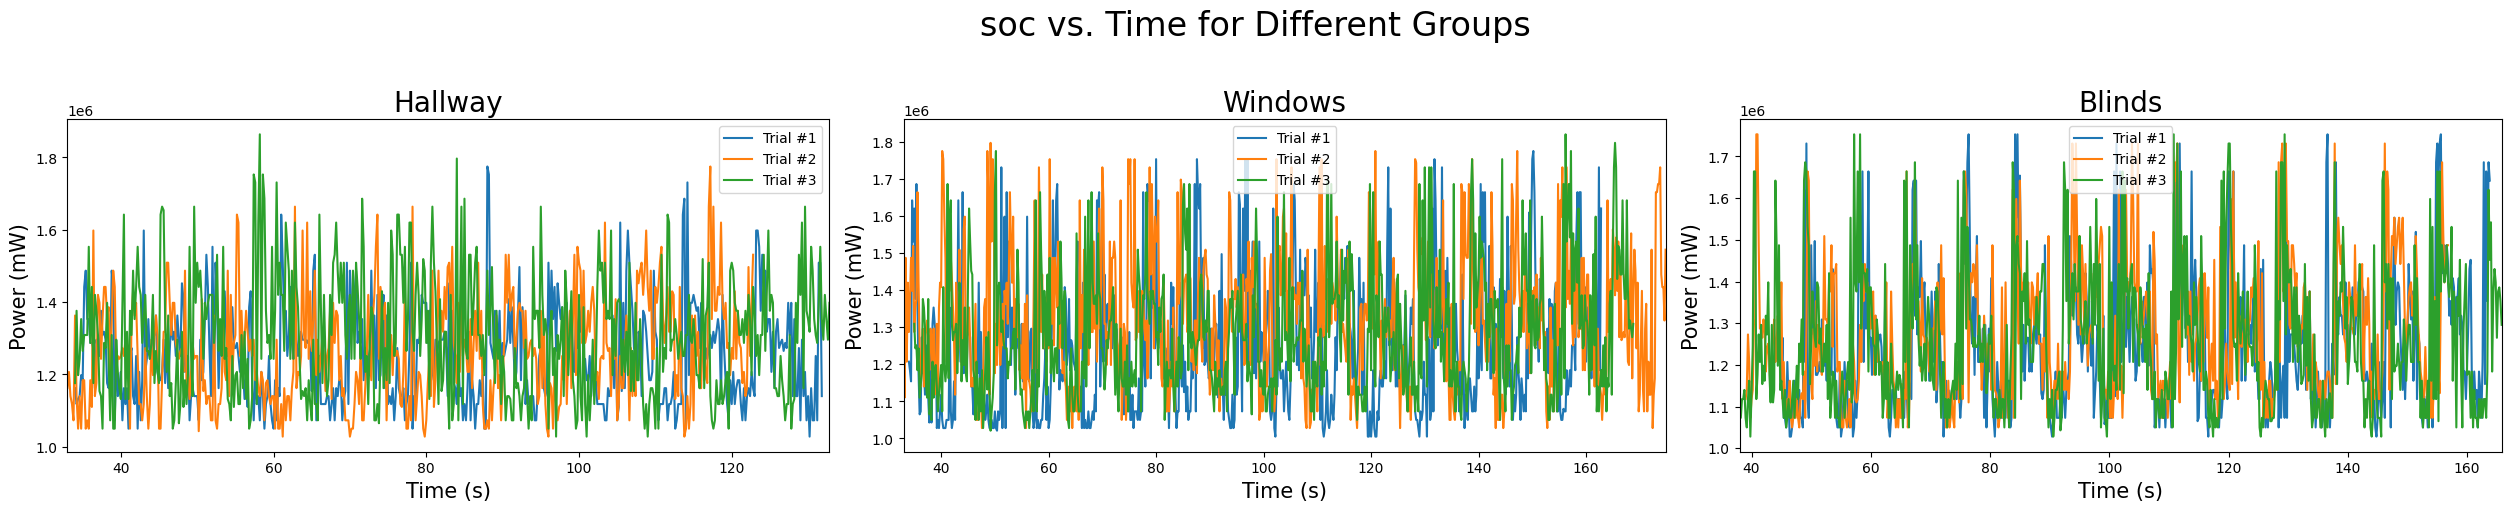 soc vs. Time for Different Groups
Hallway
1e6
Power (mW)
1.8
1.6
1.4
1.2
1.0
40 60 80 100 120
Time (s)
Trial #1
Trial #2
Trial #3
Windows
1e6
Power (mW)
1.8
1.7
1.6
1.5
1.4
1.3
1.2
1.1
1.0
40 60 80 100 120 140 160
Time (s)
Trial #1
Trial #2
Trial #3
Blinds
1e6
Power (mW)
1.7
1.6
1.5
1.4
1.3
1.2
1.1
1.0
40 60 80 100 120 140 160
Time (s)
Trial #1
Trial #2
Trial #3